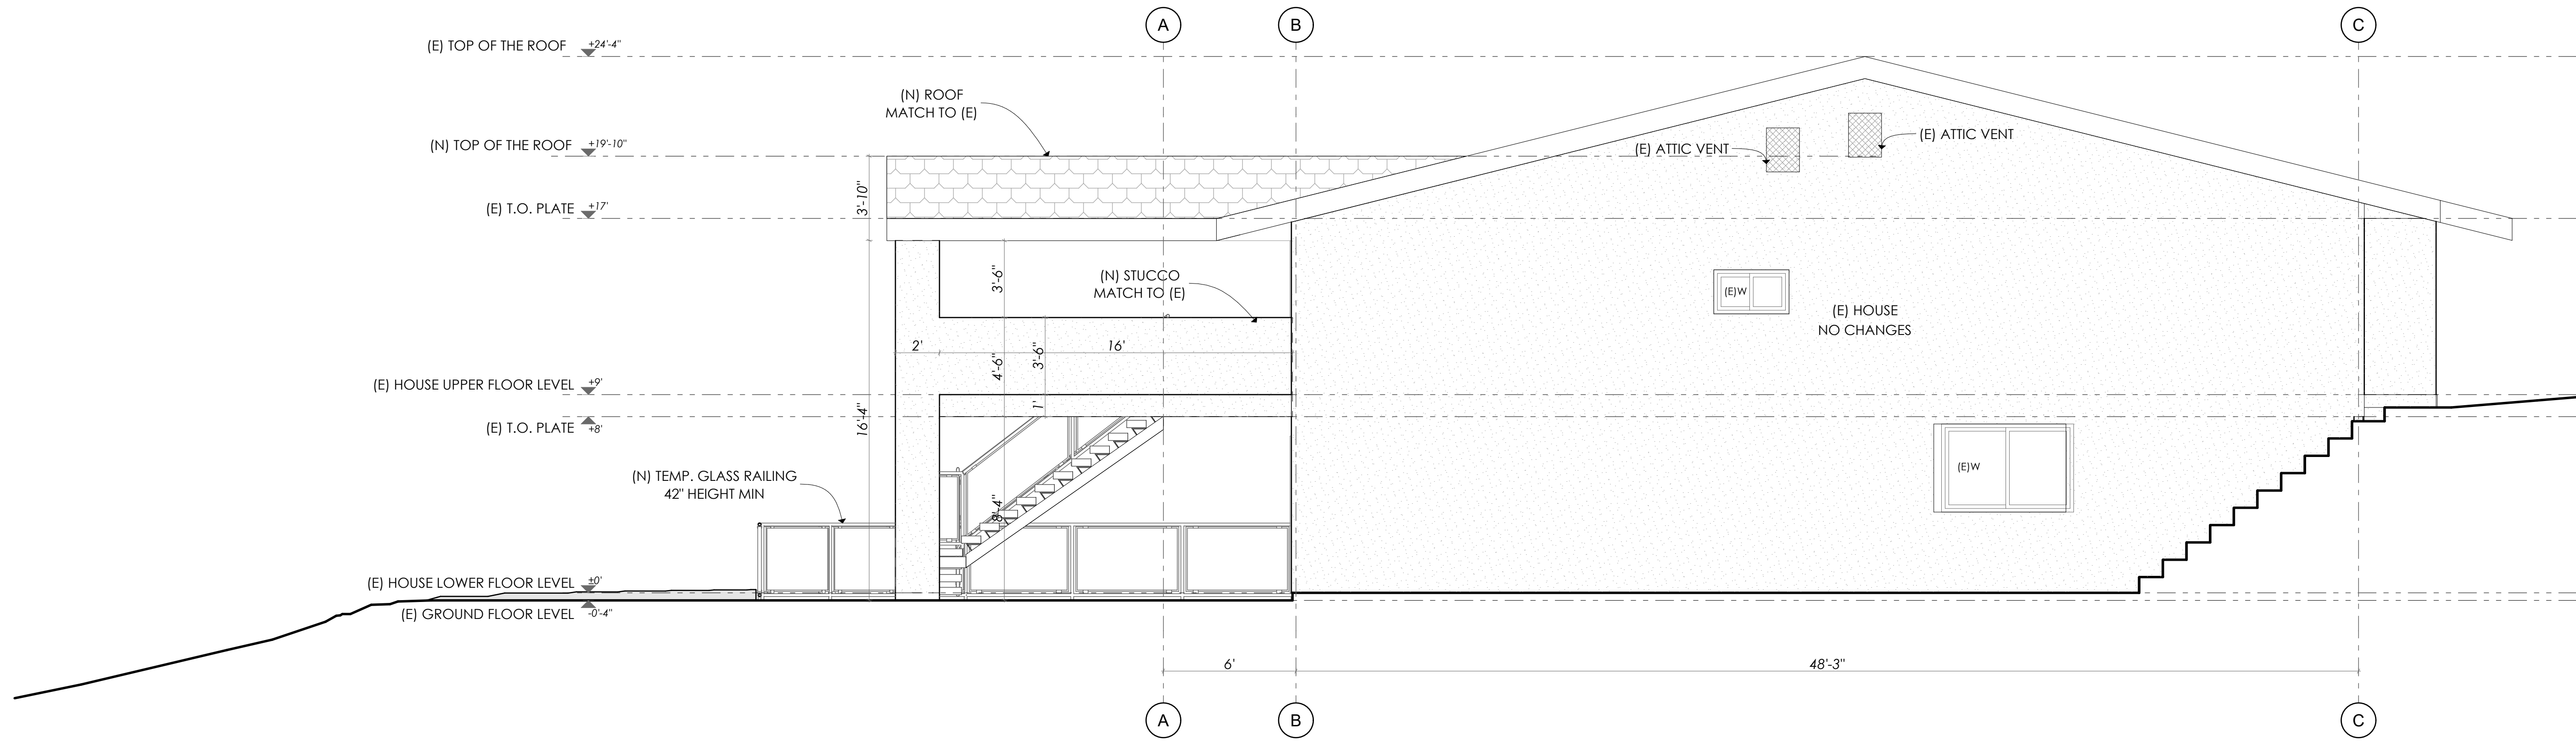 A
B
C
(E) TOP OF THE ROOF
+24'-4"
(N) ROOF
MATCH TO (E)
(N) TOP OF THE ROOF
+19'-10"
(E) ATTIC VENT
(E) ATTIC VENT
3'-10"
(E) T.O. PLATE
+17'
3'-6"
(N) STUCCO
MATCH TO (E)
(E)W
(E) HOUSE
NO CHANGES
2'
16'
4'-6"
3'-6"
(E) HOUSE UPPER FLOOR LEVEL
+9'
1'
16'-4"
(E) T.O. PLATE
+8'
(N) TEMP. GLASS RAILING
42" HEIGHT MIN
8'-4"
(E)W
(E) HOUSE LOWER FLOOR LEVEL
±0'
(E) GROUND FLOOR LEVEL
-0'-4"
6'
48'-3"
A
B
C